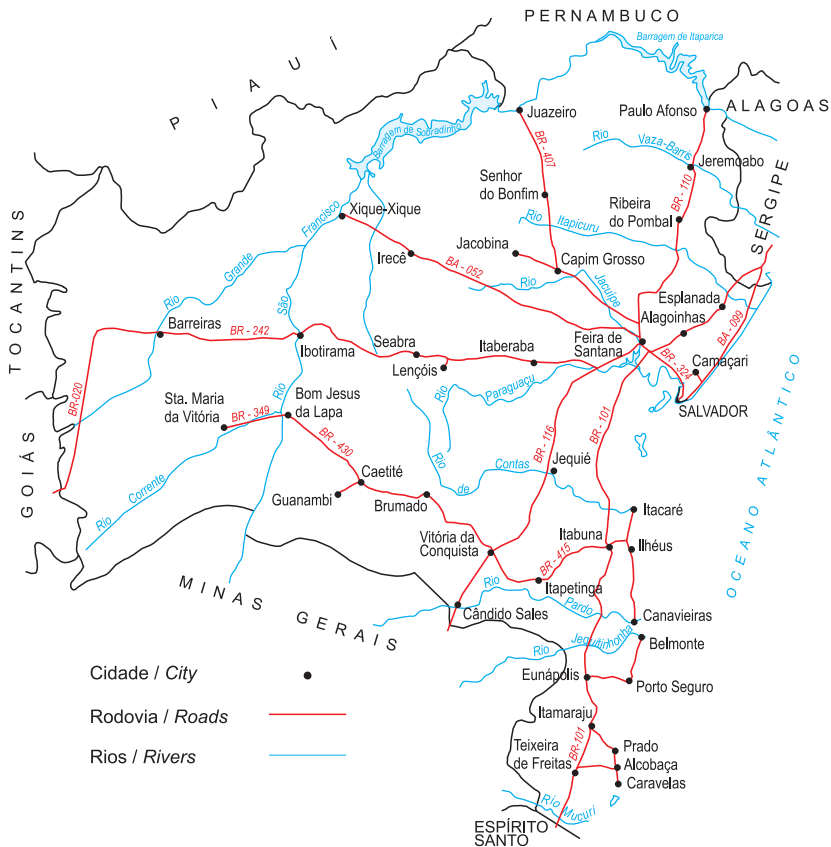 PERNAMBUCO
Barragem de Itaparica
PIAUÍ
Barragem de Sobradinho
Juazeiro
Paulo Afonso
ALAGOAS
BR - 407
Rio
Vaza-Barris
Jeremoabo
Senhor
do Bonfim
BR - 110
Ribeira
do Pombal
SERGIPE
Xique-Xique
Francisco
Rio
Itapicuru
Irecê
Jacobina
Capim Grosso
BA - 052
Rio
Jacuípe
TOCANTINS
Rio
Grande
São
Esplanada
Alagoinhas
BA - 099
Barreiras
BR - 242
Ibotirama
Seabra
Lençóis
Itaberaba
Feira de
Santana
BR - 324
Camaçari
SALVADOR
BR-020
Sta. Maria
da Vitória
BR - 349
Rio
Bom Jesus
da Lapa
Rio
Paraguaçu
BR - 116
BR - 101
GOIÁS
BR - 430
Rio
de
Contas
Jequié
OCEANO ATLÂNTICO
Rio
Corrente
Caetité
Guanambi
Brumado
Itacaré
Vitória da
Conquista
Itabuna
Ilhéus
BR - 415
Itapetinga
MINAS GERAIS
Rio
Pardo
Cândido Sales
Canavieiras
Rio
Jequitinhonha
Belmonte
Cidade / City
Eunápolis
Porto Seguro
Rodovia / Roads
Itamaraju
Rios / Rivers
BR-101
Teixeira
de Freitas
Prado
Alcobaça
Caravelas
Rio Mucuri
ESPÍRITO
SANTO